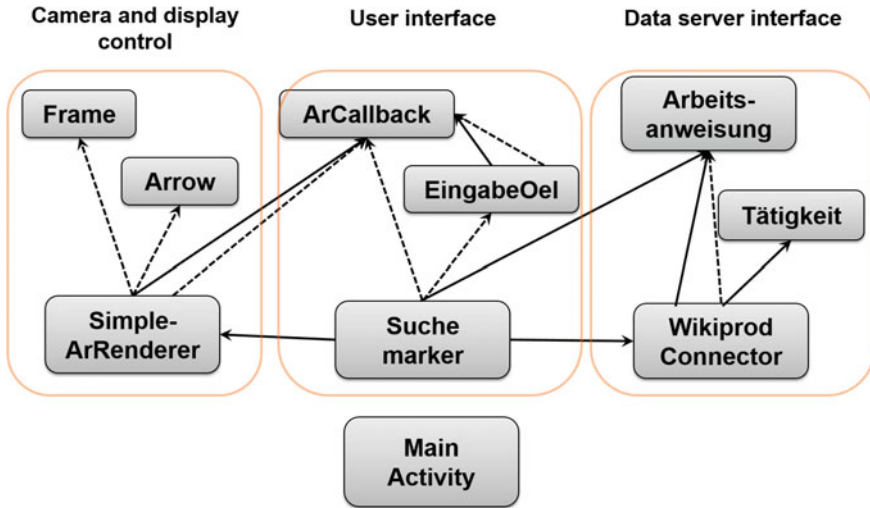 Camera and display
control
User interface
Data server interface
Frame
Arrow
Simple-
ArRenderer
ArCallback
EingabeOel
Suche
marker
Arbeits-
anweisung
Tätigkeit
Wikiprod
Connector
Main
Activity